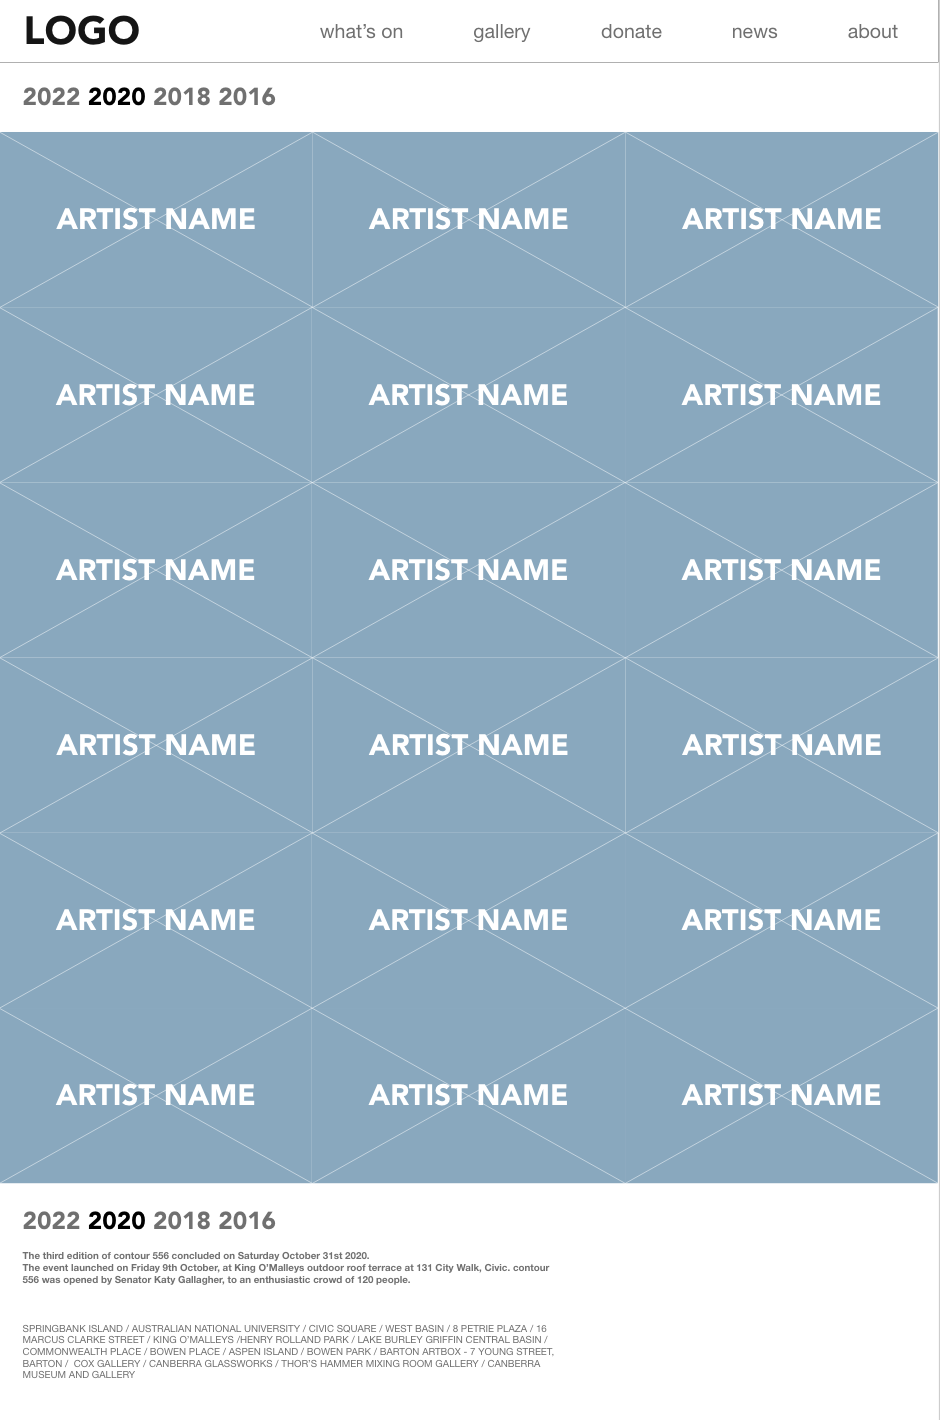 LOGO what's on gallery donate news about
2022 2020 2018 2016
ARTIST NAME ARTIST NAME ARTIST NAME
ARTIST NAME ARTIST NAME ARTIST NAME
ARTIST NAME ARTIST NAME ARTIST NAME
ARTIST NAME ARTIST NAME ARTIST NAME
ARTIST NAME ARTIST NAME ARTIST NAME
ARTIST NAME ARTIST NAME ARTIST NAME
2022 2020 2018 2016
The third edition of contour 556 concluded on Saturday October 31st 2020.
The event launched on Friday 9th October, at King O'Malleys outdoor roof terrace at 131 City Walk, Civic. contour
556 was opened by Senator Katy Gallagher, to an enthusiastic crowd of 120 people.
SPRINGBANK ISLAND / AUSTRALIAN NATIONAL UNIVERSITY / CIVIC SQUARE / WEST BASIN / 8 PETRIE PLAZA / 16
MARCUS CLARKE STREET / KING O'MALLEYS /HENRY ROLLAND PARK / LAKE BURLEY GRIFFIN CENTRAL BASIN /
COMMONWEALTH PLACE / BOWEN PLACE / ASPEN ISLAND / BOWEN PARK / BARTON ARTBOX - 7 YOUNG STREET,
BARTON /  COX GALLERY / CANBERRA GLASSWORKS / THOR'S HAMMER MIXING ROOM GALLERY / CANBERRA
MUSEUM AND GALLERY